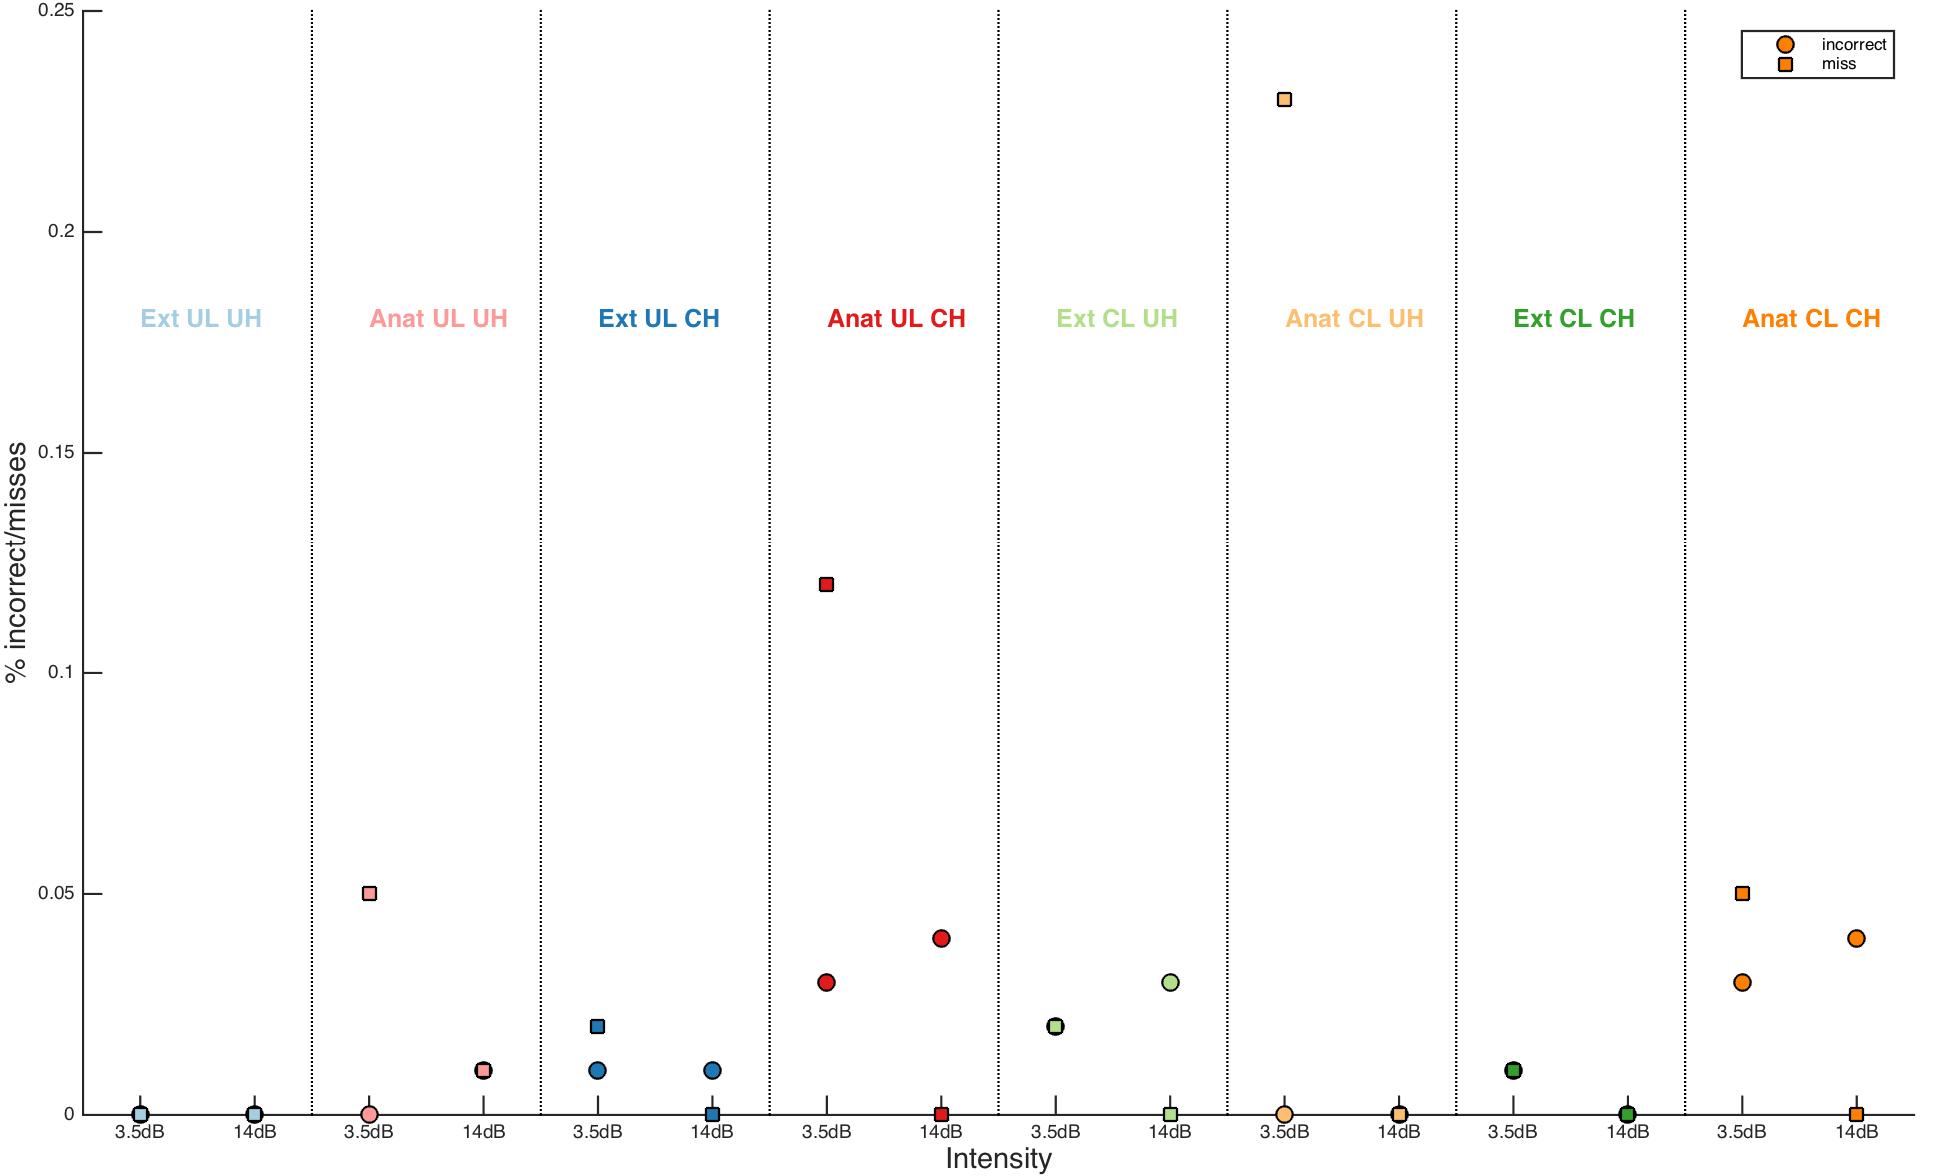 0.25
incorrect
miss
0.2
Ext UL UH Anat UL UH Ext UL CH Anat UL CH Ext CL UH Anat CL UH Ext CL CH Anat CL CH
0.15
% incorrect/misses
0.1
0.05
0
3.5dB 14dB 3.5dB 14dB 3.5dB 14dB 3.5dB 14dB 3.5dB 14dB 3.5dB 14dB 3.5dB 14dB 3.5dB 14dB
Intensity